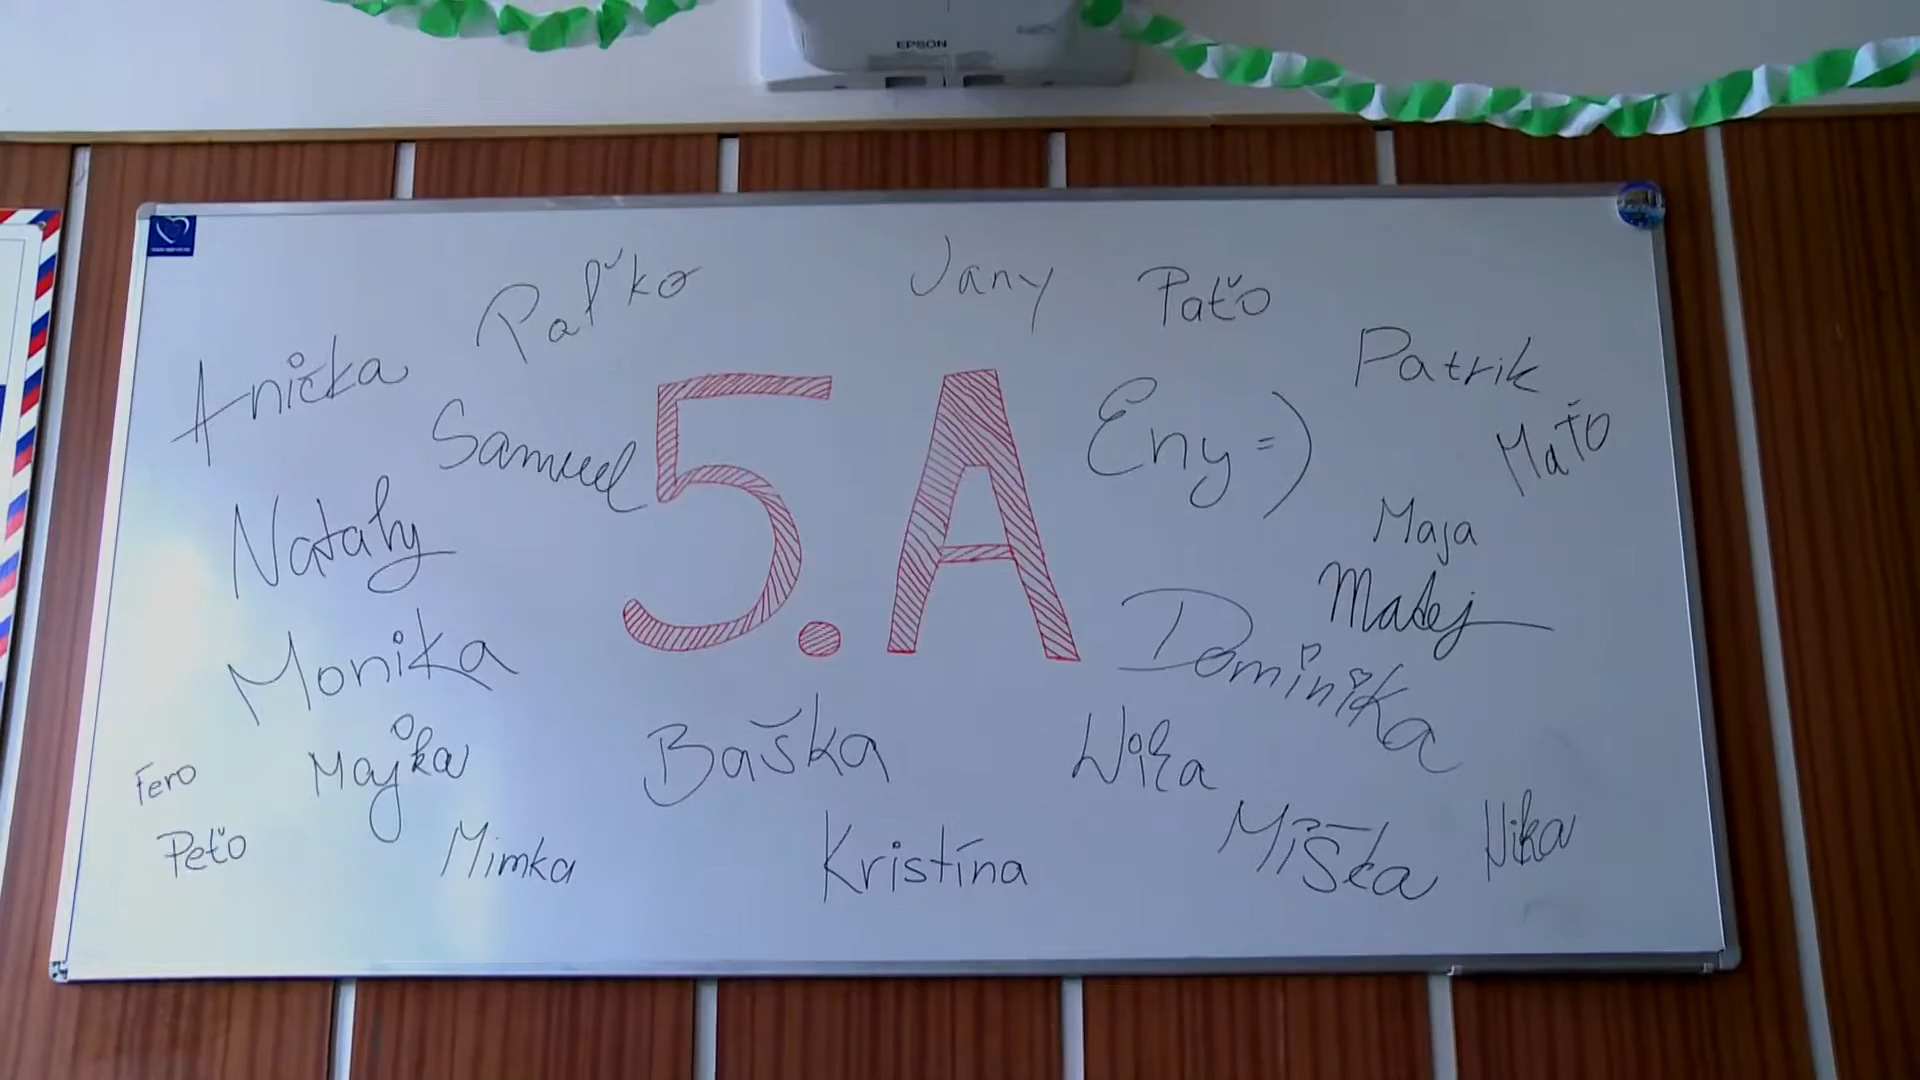 EPSON
Paľko
Jany
Paťo
Anička
Patrik
Samuel
5.A
Eny =)
Maťo
Nataly
Maja
Matej
Monika
Dominika
Majka
Baška
Nika
Fero
Peťo
Mimka
Kristína
Miška
Nika